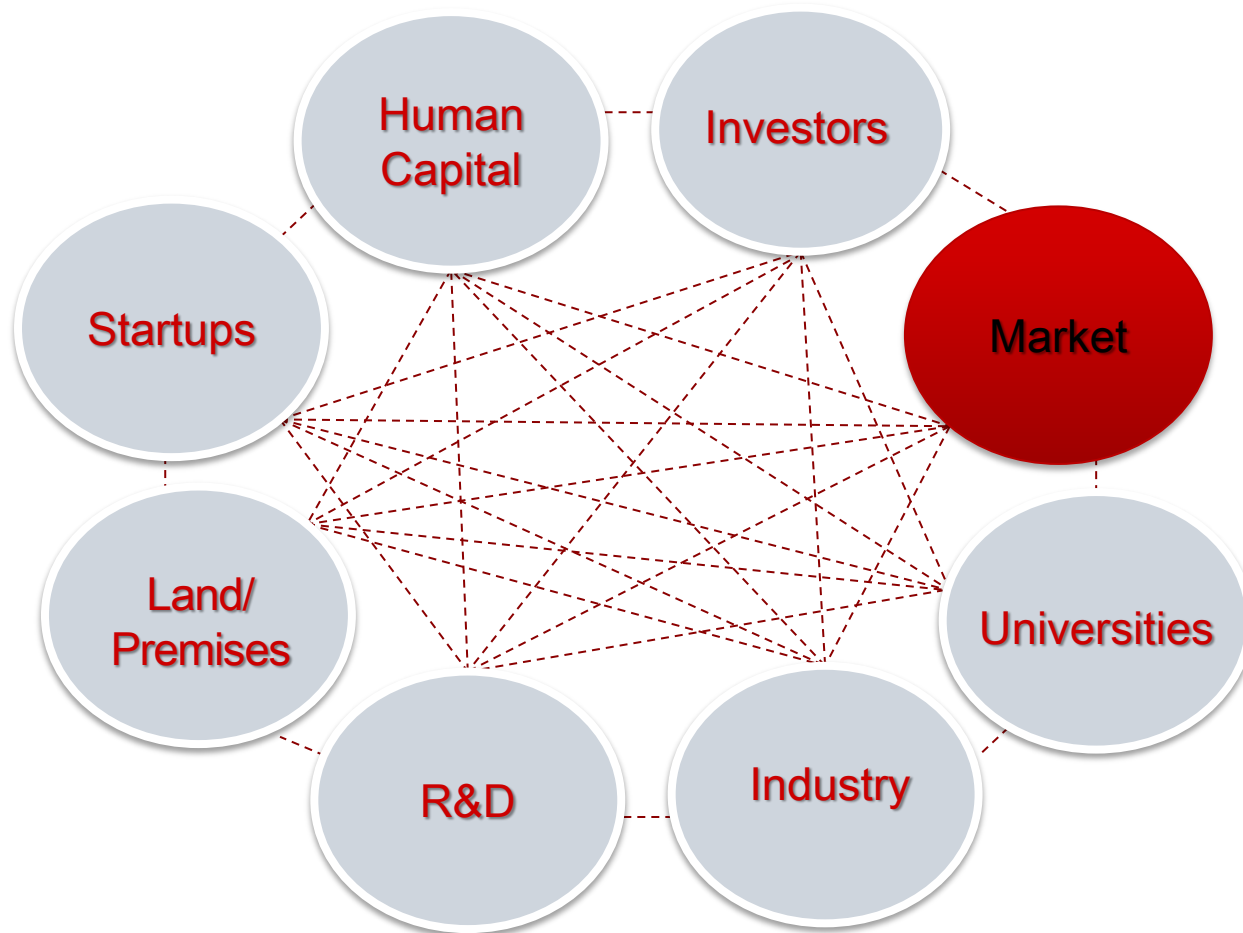 Human
Capital
Investors
Startups
Market
Land/
Premises
Universities
R&D
Industry